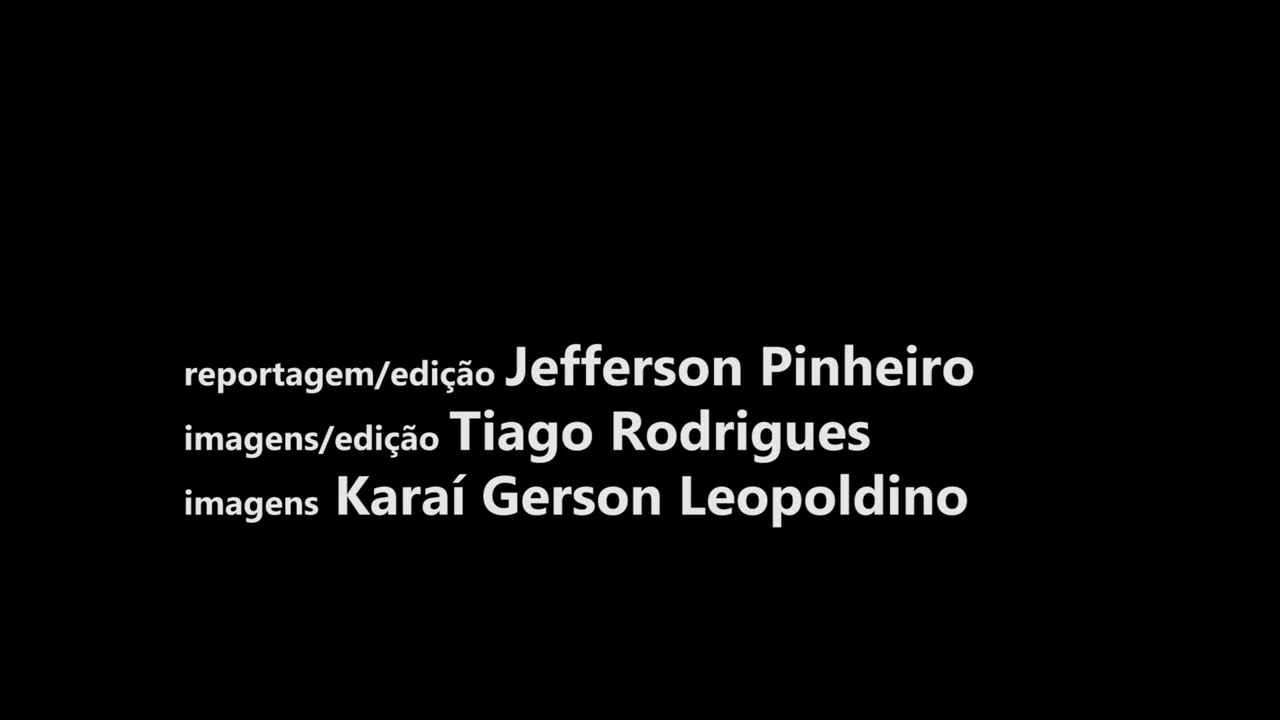 reportagem/edição Jefferson Pinheiro
imagens/edição Tiago Rodrigues
imagens Karaí Gerson Leopoldino